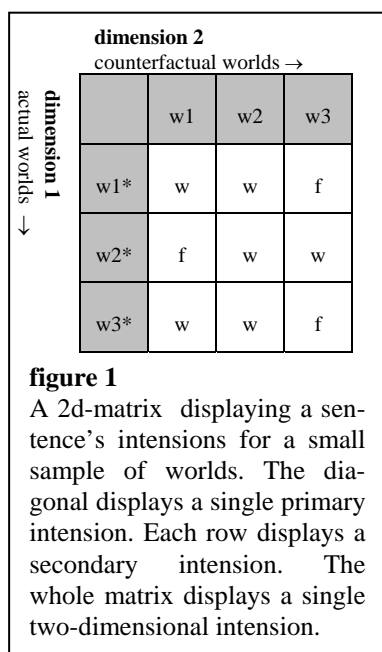 dimension 2
counterfactual worlds →
dimension 1
actual worlds →
w1 w2 w3
w1* w w f
w2* f w w
w3* w w f
figure 1
A 2d-matrix displaying a sen-
tence's intensions for a small
sample of worlds. The dia-
gonal displays a single primary
intension. Each row displays a
secondary intension. The
whole matrix displays a single
two-dimensional intension.